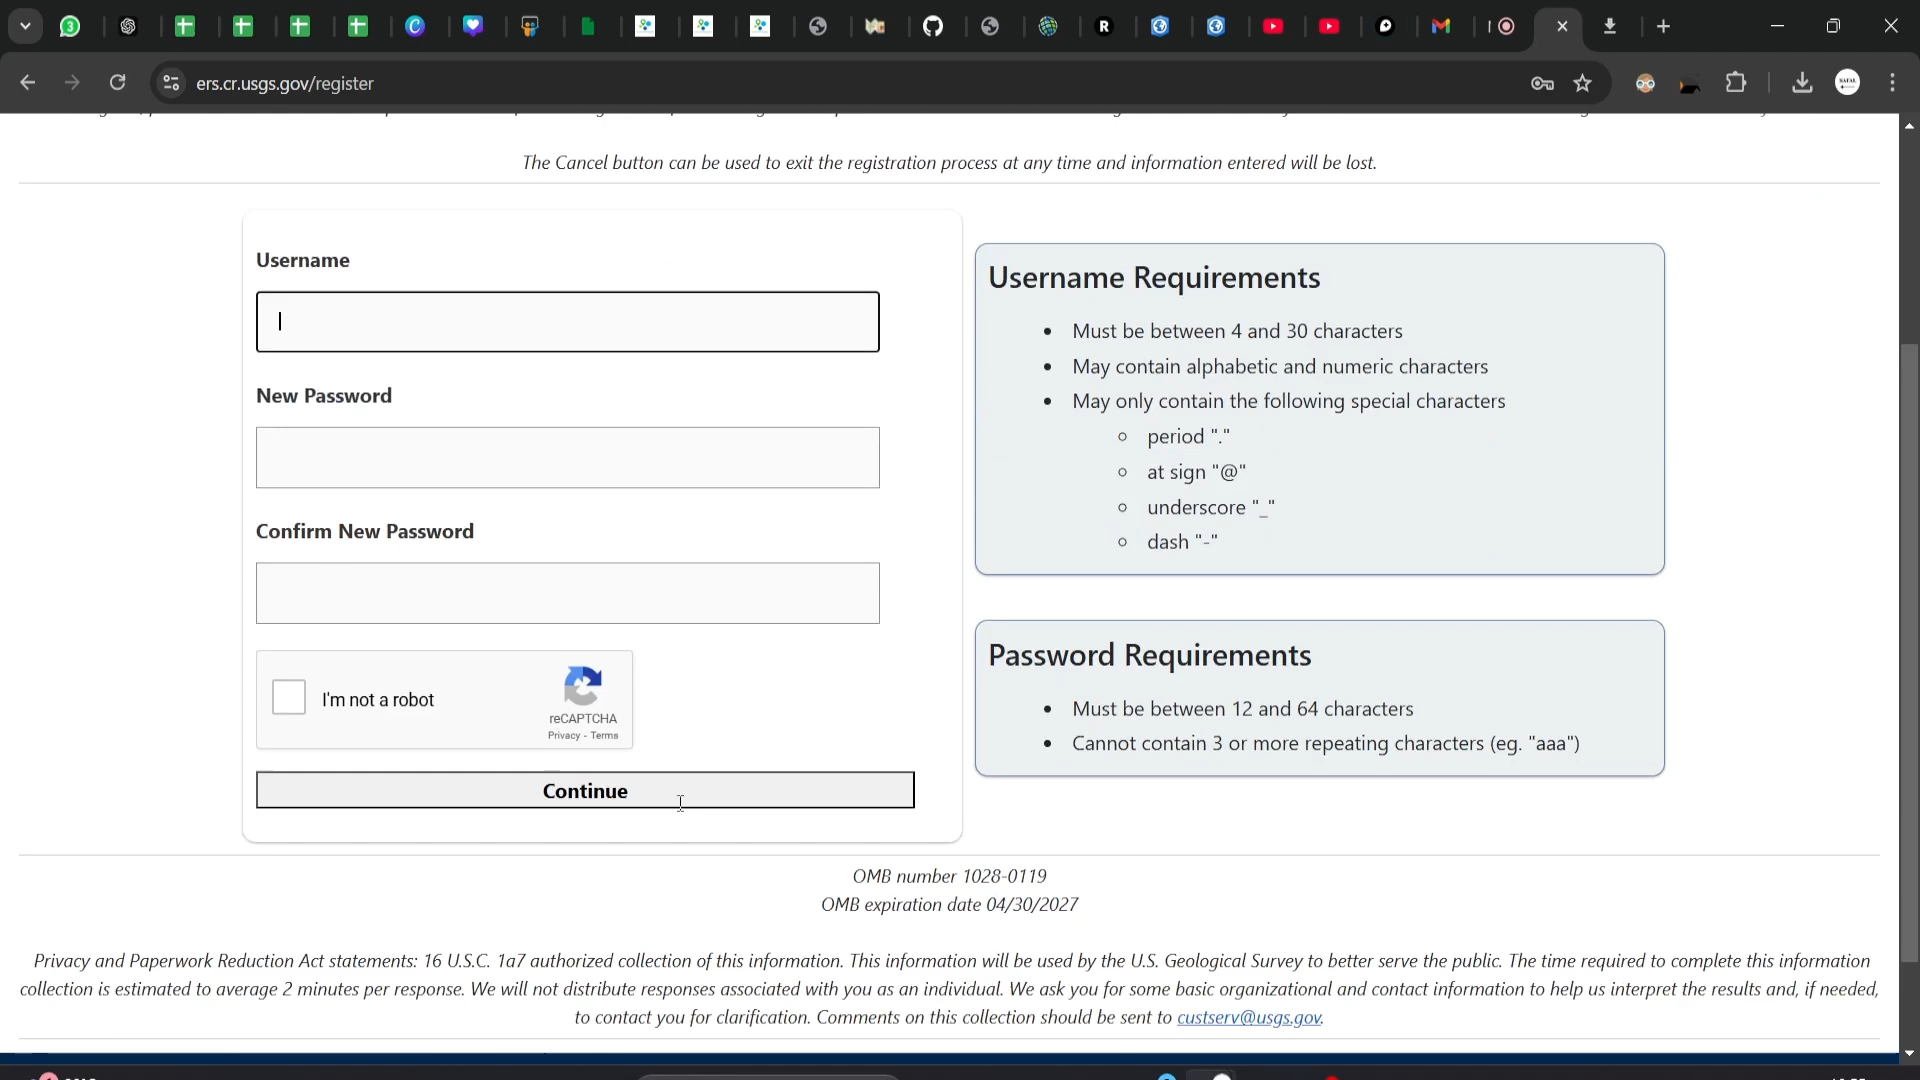 ers.cr.usgs.gov/register
The Cancel button can be used to exit the registration process at any time and information entered will be lost.
Username
New Password
Confirm New Password
I'm not a robot
reCAPTCHA
Privacy - Terms
Continue
Username Requirements
• Must be between 4 and 30 characters
• May contain alphabetic and numeric characters
• May only contain the following special characters
◦ period "."
◦ at sign "@"
◦ underscore "_"
◦ dash "-"
Password Requirements
• Must be between 12 and 64 characters
• Cannot contain 3 or more repeating characters (eg. "aaa")
OMB number 1028-0119
OMB expiration date 04/30/2027
Privacy and Paperwork Reduction Act statements: 16 U.S.C. 1a7 authorized collection of this information. This information will be used by the U.S. Geological Survey to better serve the public. The time required to complete this information
collection is estimated to average 2 minutes per response. We will not distribute responses associated with you as an individual. We ask you for some basic organizational and contact information to help us interpret the results and, if needed,
to contact you for clarification. Comments on this collection should be sent to custserv@usgs.gov.